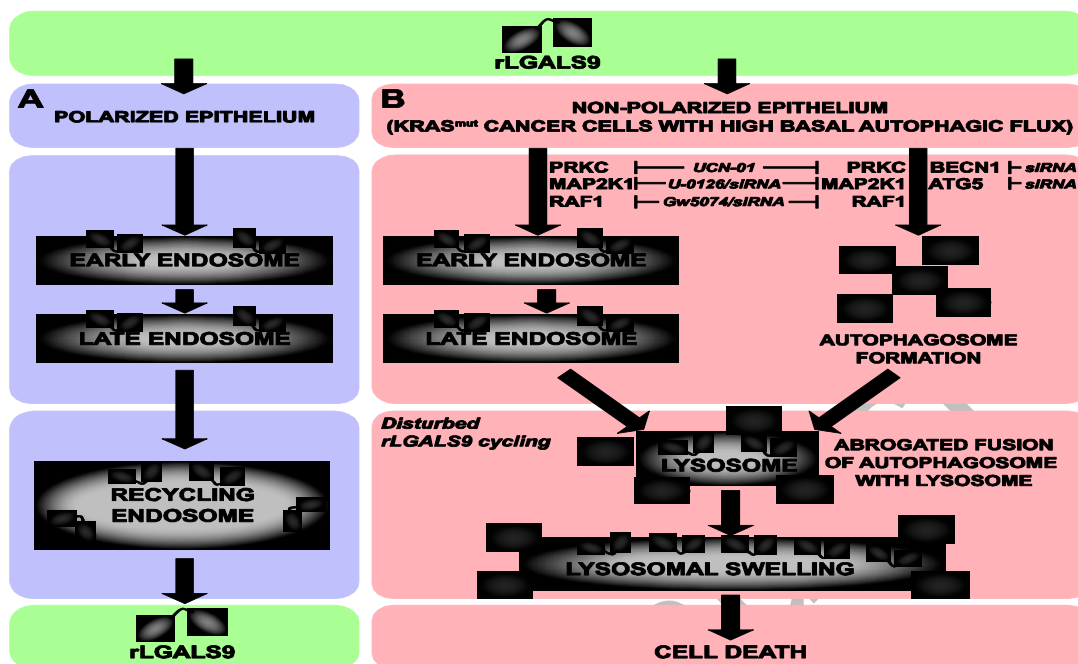 rLGALS9
A
POLARIZED EPITHELIUM
EARLY ENDOSOME
LATE ENDOSOME
RECYCLING
ENDOSOME
rLGALS9
B
NON-POLARIZED EPITHELIUM
(KRASᵐᵘᵗ CANCER CELLS WITH HIGH BASAL AUTOPHAGIC FLUX)
PRKC UCN-01 PRKC BECN1 siRNA
MAP2K1 U-0126/siRNA MAP2K1 ATG5 siRNA
RAF1 Gw5074/siRNA RAF1
EARLY ENDOSOME
LATE ENDOSOME
AUTOPHAGOSOME
FORMATION
Disturbed
rLGALS9 cycling
LYSOSOME
ABROGATED FUSION
OF AUTOPHAGOSOME
WITH LYSOSOME
LYSOSOMAL SWELLING
CELL DEATH